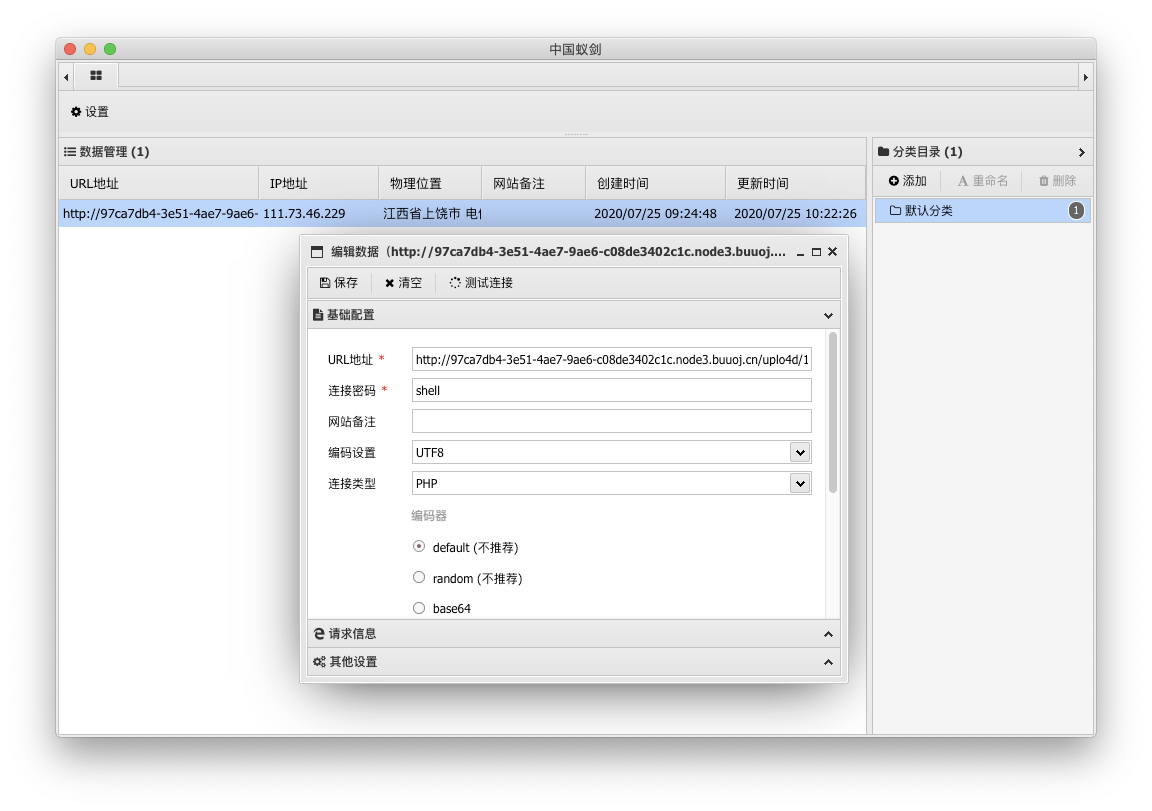 中国蚁剑
设置
数据管理 (1)
URL地址 IP地址 物理位置 网站备注 创建时间 更新时间
http://97ca7db4-3e51-4ae7-9ae6- 111.73.46.229 江西省上饶市 电信 2020/07/25 09:24:48 2020/07/25 10:22:26
分类目录 (1)
添加 重命名 删除
默认分类 1
编辑数据 (http://97ca7db4-3e51-4ae7-9ae6-c08de3402c1c.node3.buuoj....
保存 清空 测试连接
基础配置
URL地址 * http://97ca7db4-3e51-4ae7-9ae6-c08de3402c1c.node3.buuoj.cn/uplo4d/1
连接密码 * shell
网站备注
编码设置 UTF8
连接类型 PHP
编码器
default (不推荐)
random (不推荐)
base64
请求信息
其他设置